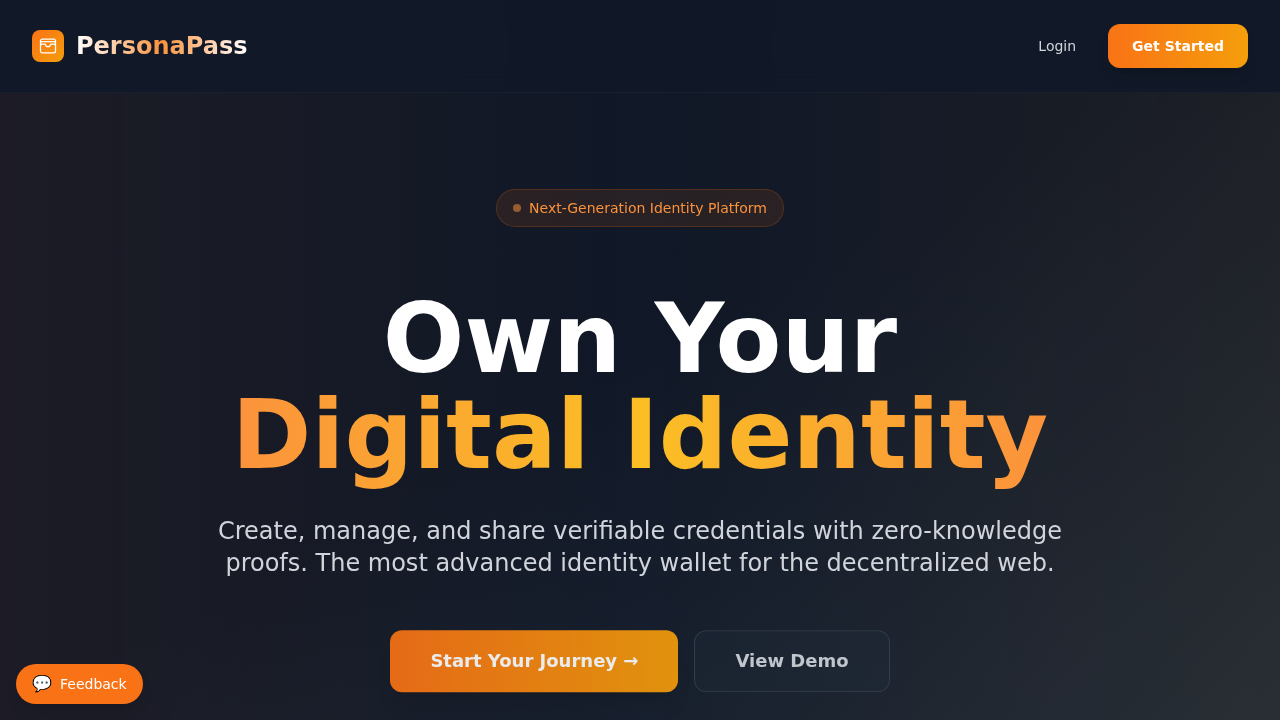 PersonaPass
Login
Get Started
Next-Generation Identity Platform
Own Your
Digital Identity
Create, manage, and share verifiable credentials with zero-knowledge
proofs. The most advanced identity wallet for the decentralized web.
Start Your Journey →
View Demo
💬 Feedback